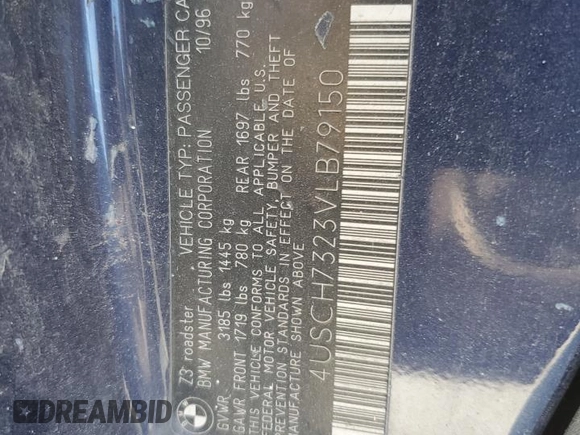 Z3 roadster VEHICLE TYP: PASSENGER CA
BMW MANUFACTURING CORPORATION 10/96
GVWR 3185 lbs 1445 kg
GAWR FRONT 1719 lbs 780 kg REAR 1697 lbs 770 kg
THIS VEHICLE CONFORMS TO ALL APPLICABLE U.S.
FEDERAL MOTOR VEHICLE SAFETY, BUMPER AND THEFT
PREVENTION STANDARDS IN EFFECT ON THE DATE OF
MANUFACTURE SHOWN ABOVE
4USCH7323VLB79150
DREAMBID